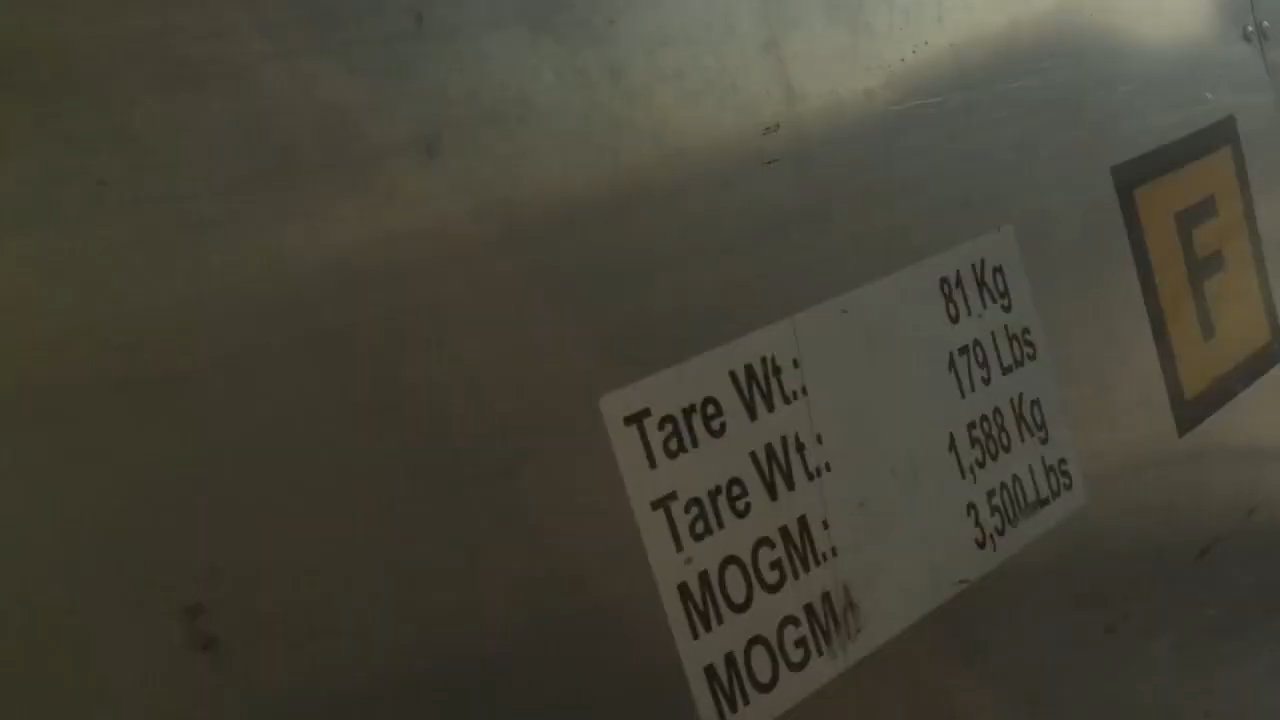 Tare Wt.: 81 Kg
Tare Wt.: 179 Lbs
MOGM.: 1,588 Kg
MOGM 3,500 Lbs
F